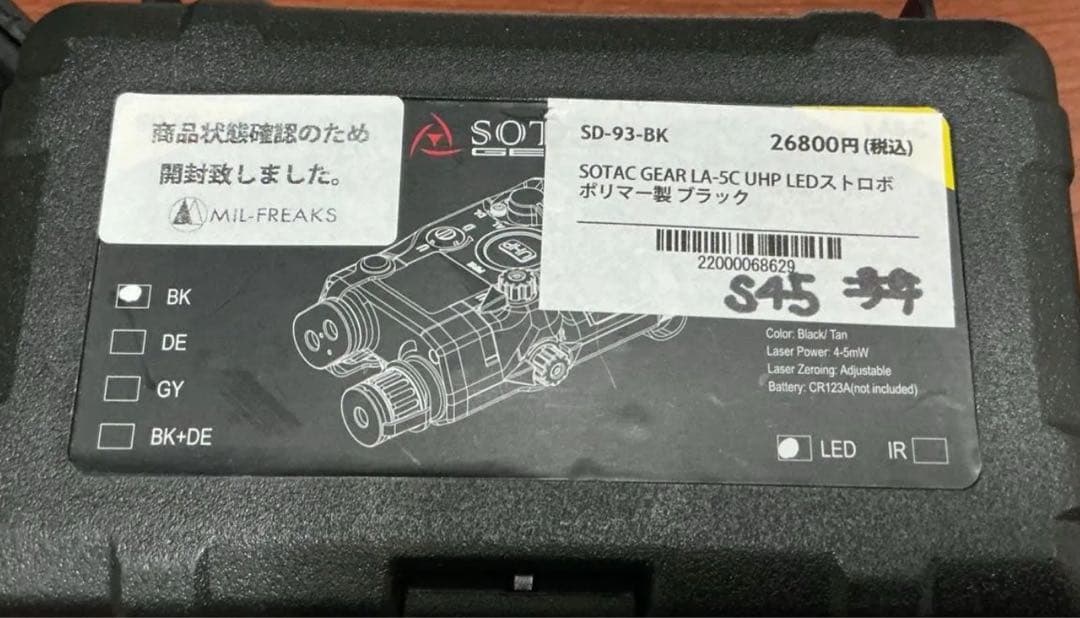 商品状態確認のため
開封致しました。
MIL-FREAKS
SOT
GE
SD-93-BK
26800円(税込)
SOTAC GEAR LA-5C UHP LEDストロボ
ポリマー製 ブラック
22000068629
S45
BK
DE
GY
BK+DE
Color: Black/ Tan
Laser Power: 4-5mW
Laser Zeroing: Adjustable
Battery: CR123A(not included)
LED
IR